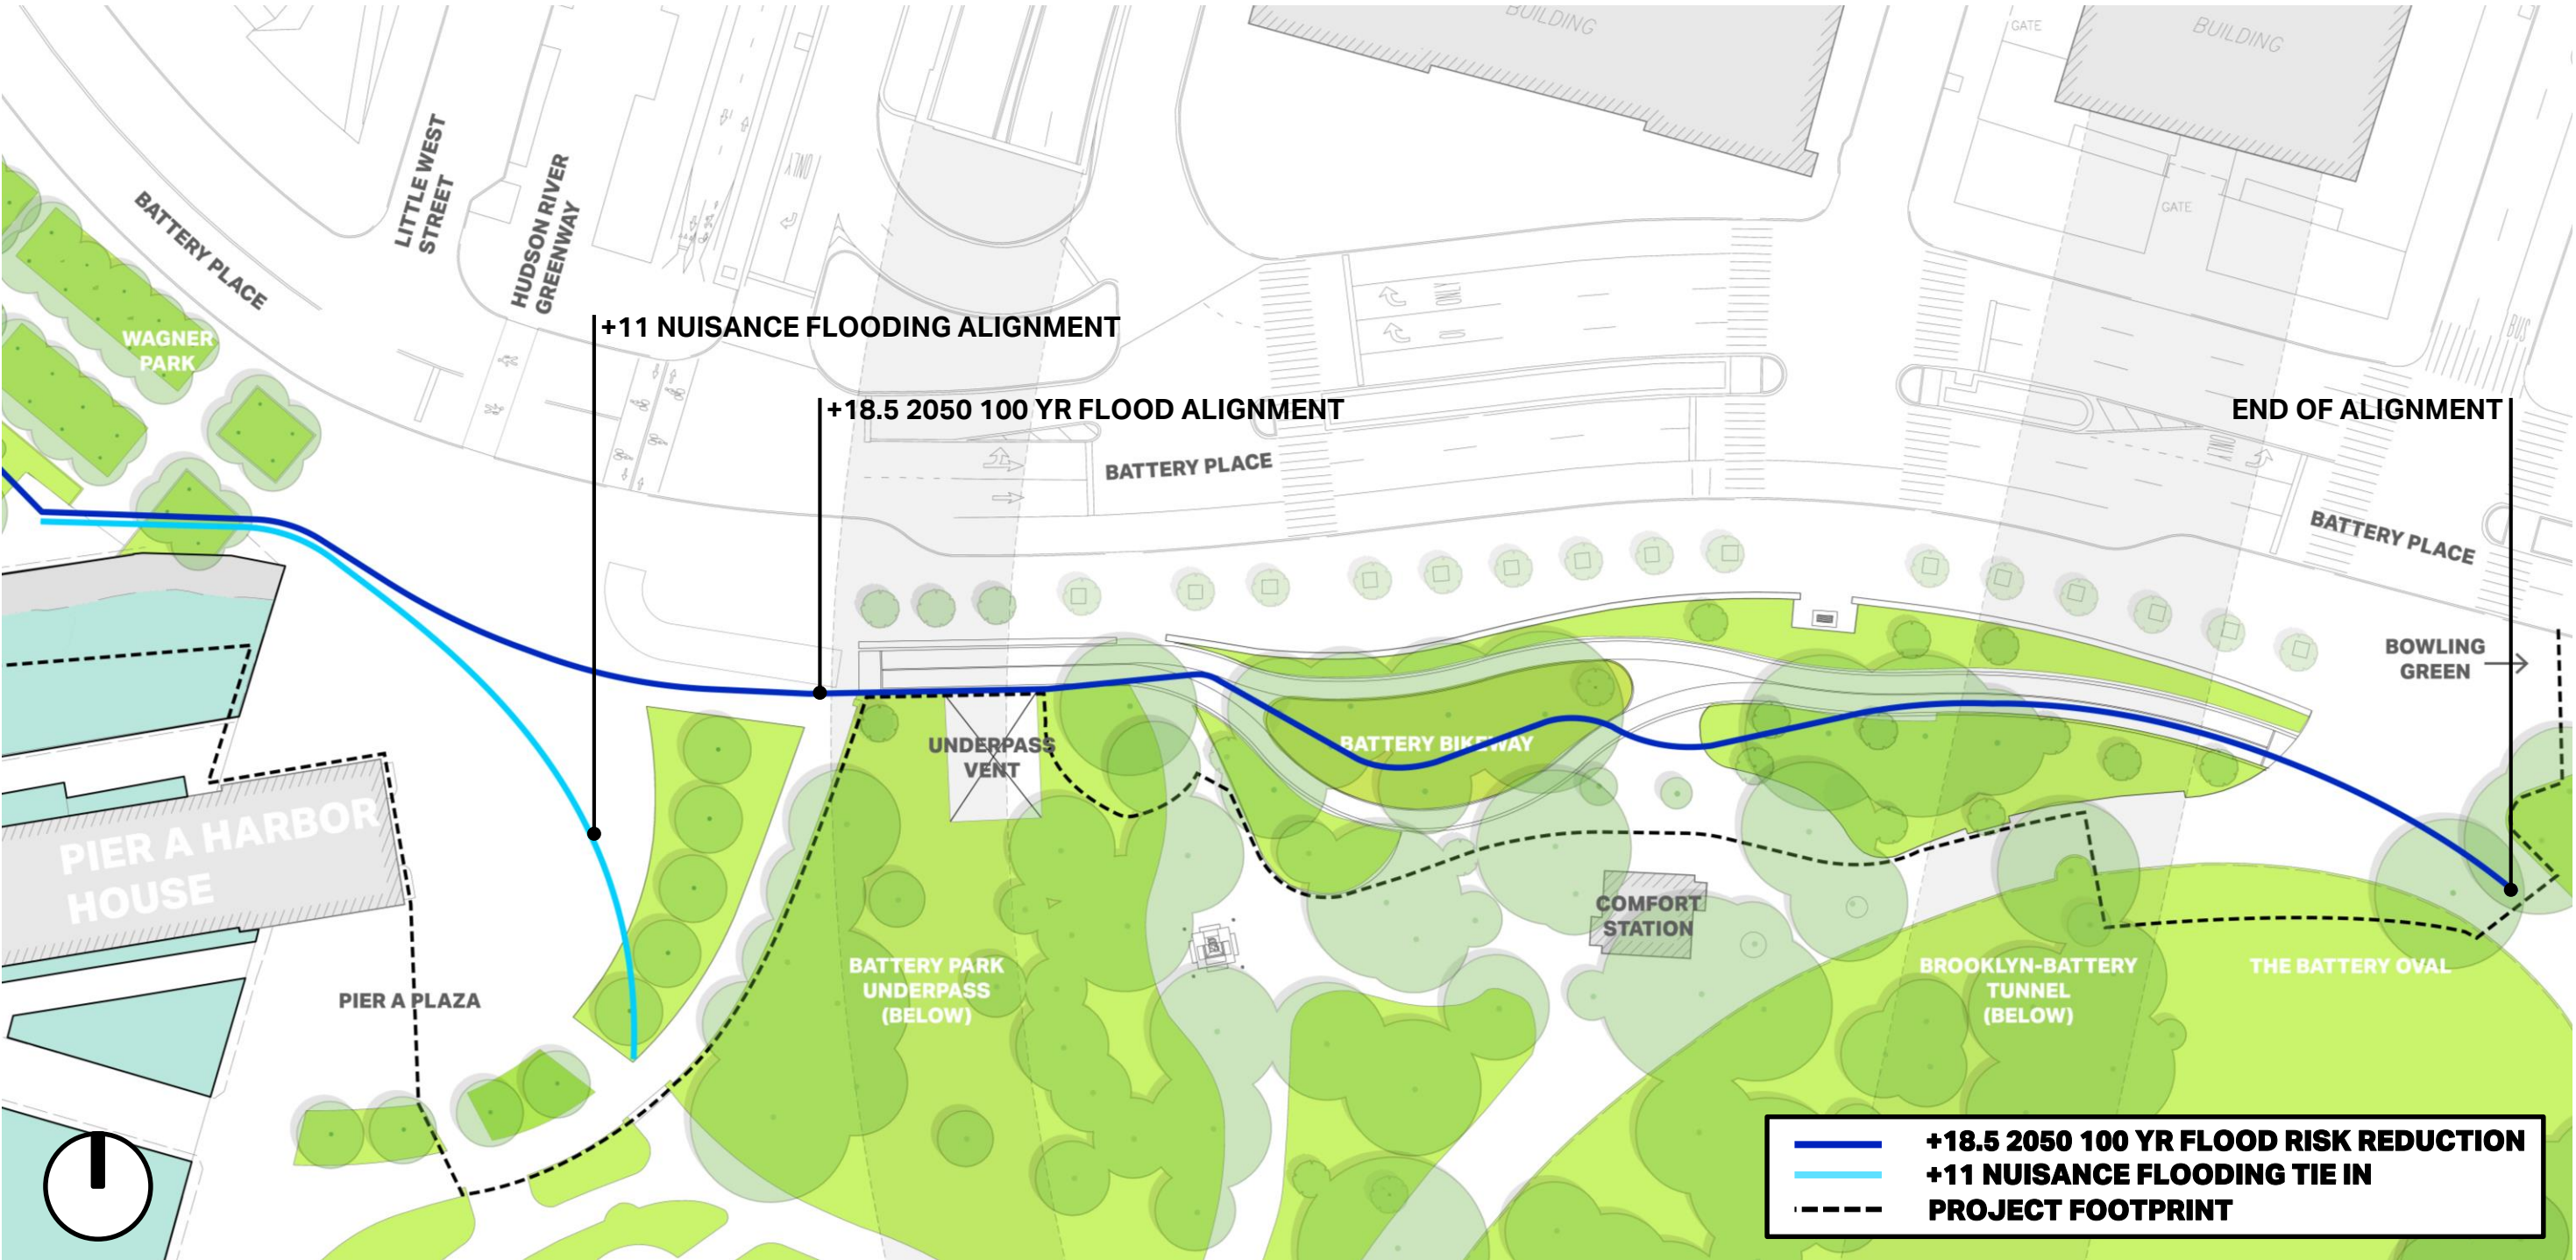 BUILDING
BUILDING
GATE
GATE
ONLY
BUS
LITTLE WEST
STREET
HUDSON RIVER
GREENWAY
BATTERY PLACE
WAGNER
PARK
+11 NUISANCE FLOODING ALIGNMENT
+18.5 2050 100 YR FLOOD ALIGNMENT
END OF ALIGNMENT
BATTERY PLACE
BATTERY PLACE
BOWLING
GREEN
UNDERPASS
VENT
BATTERY BIKEWAY
PIER A HARBOR
HOUSE
COMFORT
STATION
PIER A PLAZA
BATTERY PARK
UNDERPASS
(BELOW)
BROOKLYN-BATTERY
TUNNEL
(BELOW)
THE BATTERY OVAL
+18.5 2050 100 YR FLOOD RISK REDUCTION
+11 NUISANCE FLOODING TIE IN
PROJECT FOOTPRINT